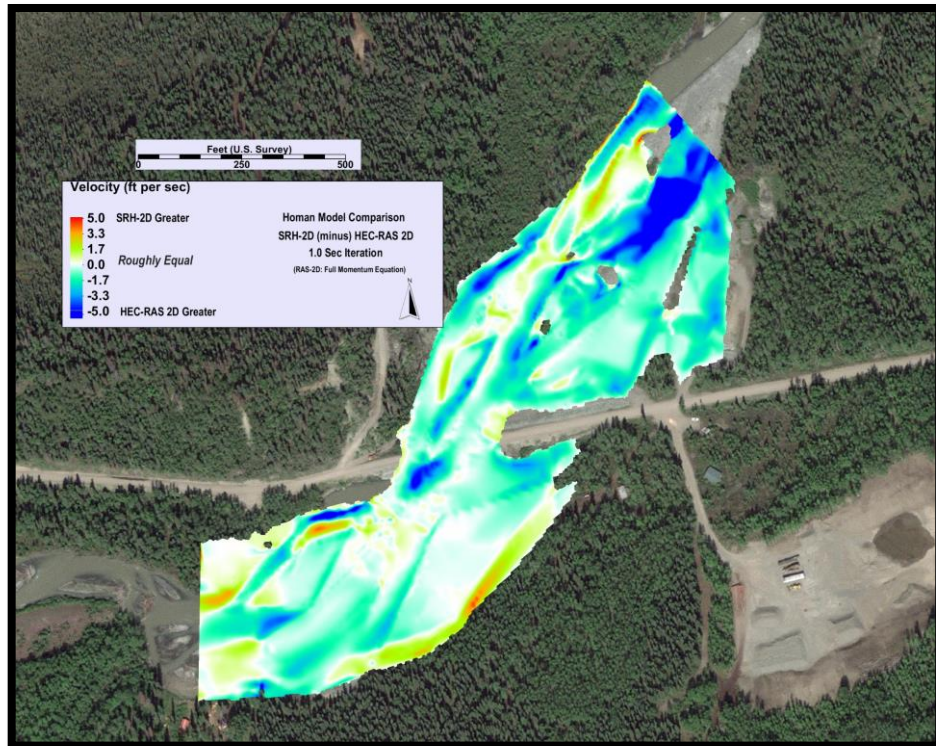 Feet (U.S. Survey)
0 250 500
Velocity (ft per sec)
5.0 SRH-2D Greater
3.3
1.7
0.0 Roughly Equal
-1.7
-3.3
-5.0 HEC-RAS 2D Greater
Homan Model Comparison
SRH-2D (minus) HEC-RAS 2D
1.0 Sec Iteration
(RAS-2D: Full Momentum Equation)
N